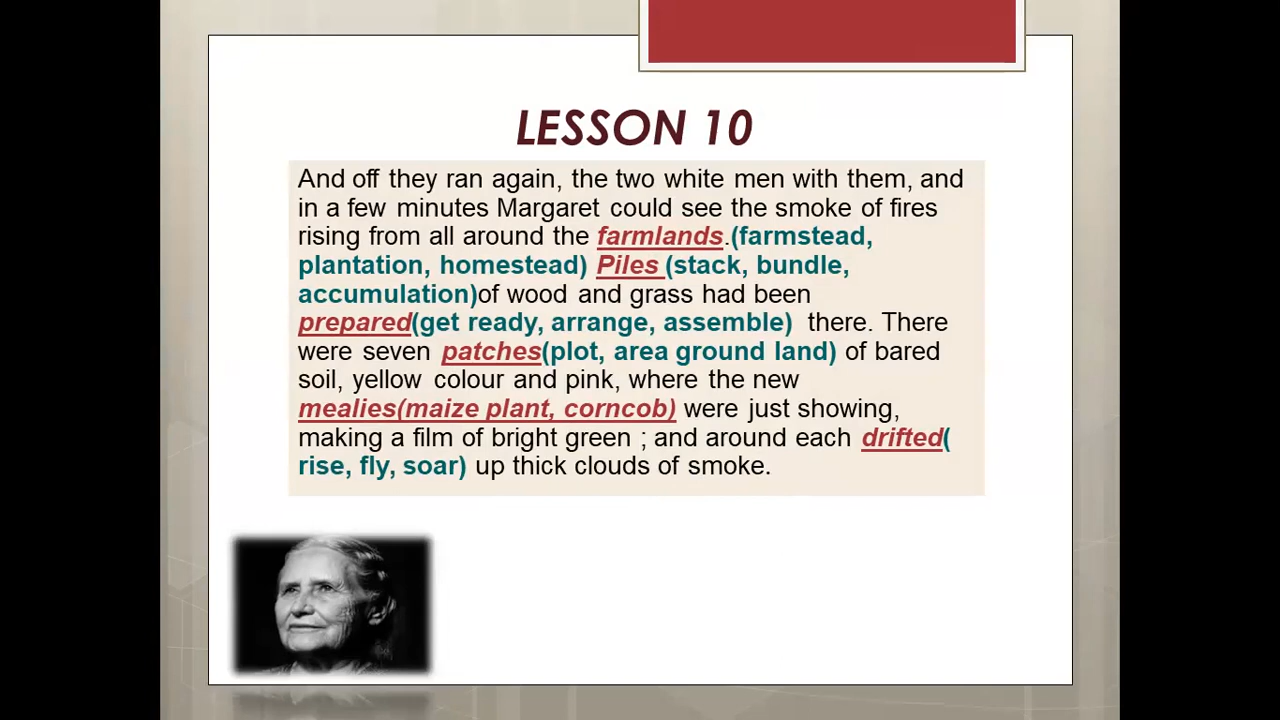 LESSON 10
And off they ran again, the two white men with them, and
in a few minutes Margaret could see the smoke of fires
rising from all around the farmlands.(farmstead,
plantation, homestead) Piles (stack, bundle,
accumulation)of wood and grass had been
prepared(get ready, arrange, assemble) there. There
were seven patches(plot, area ground land) of bared
soil, yellow colour and pink, where the new
mealies(maize plant, corncob) were just showing,
making a film of bright green ; and around each drifted(
rise, fly, soar) up thick clouds of smoke.